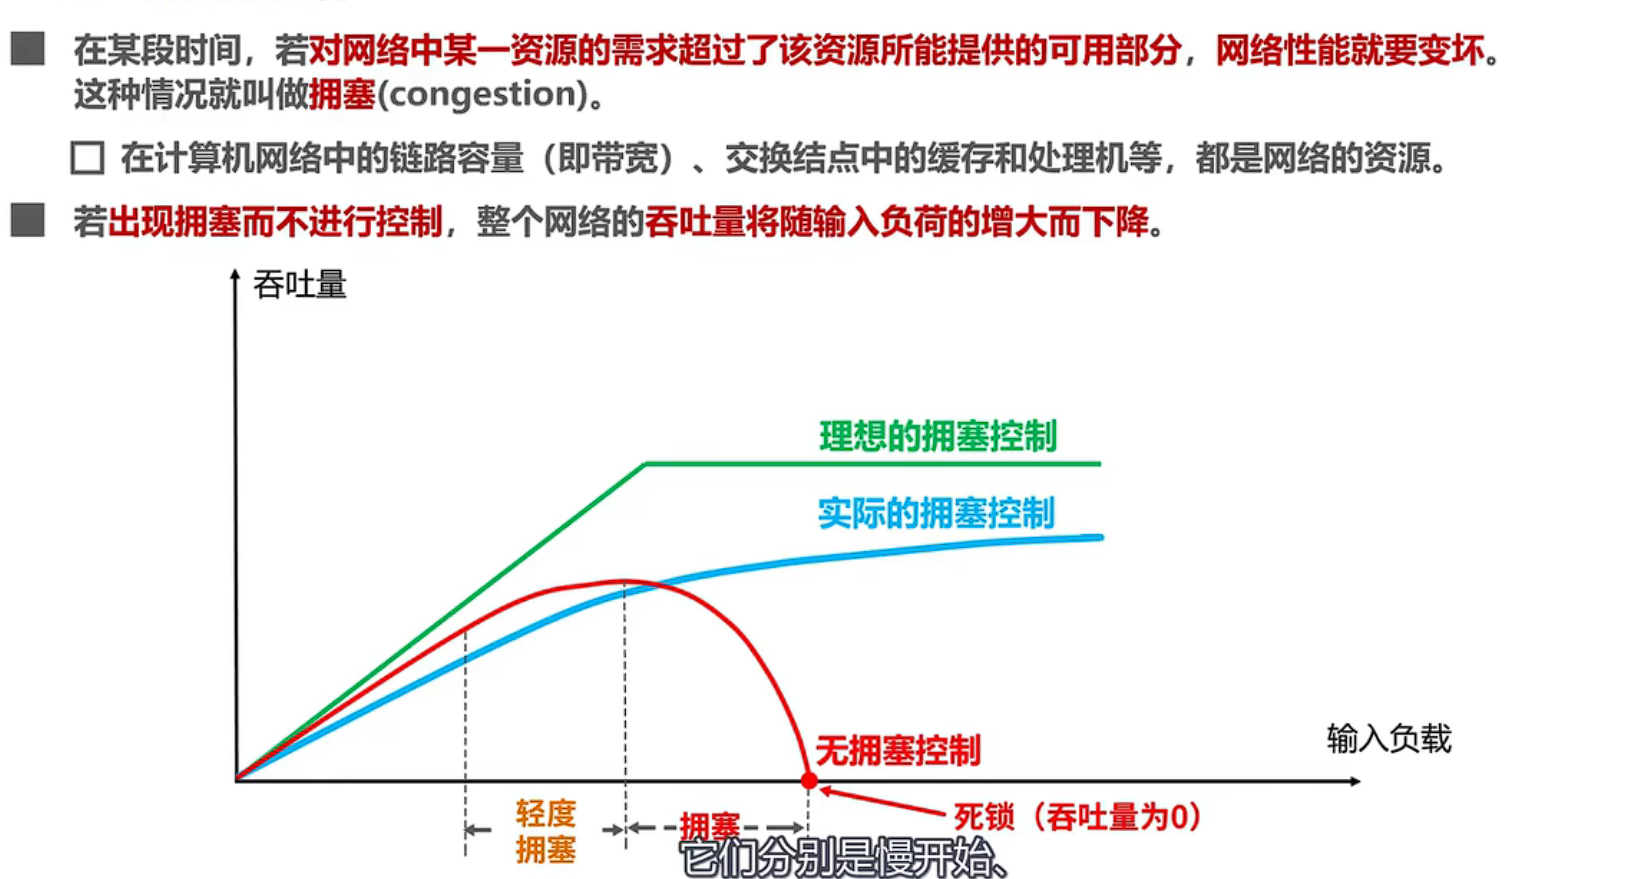 在某段时间，若对网络中某一资源的需求超过了该资源所能提供的可用部分，网络性能就要变坏。
这种情况就叫做拥塞(congestion)。
在计算机网络中的链路容量（即带宽）、交换结点中的缓存和处理机等，都是网络的资源。
若出现拥塞而不进行控制，整个网络的吞吐量将随输入负荷的增大而下降。
吞吐量
理想的拥塞控制
实际的拥塞控制
无拥塞控制
输入负载
死锁（吞吐量为0）
轻度
拥塞
拥塞
它们分别是慢开始、